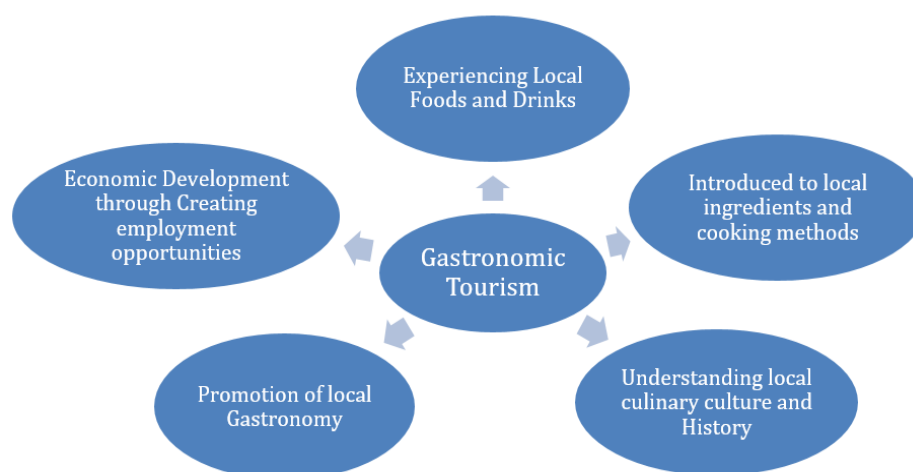 Experiencing Local
Foods and Drinks
Economic Development
through Creating
employment
opportunities
Introduced to local
ingredients and
cooking methods
Gastronomic
Tourism
Promotion of local
Gastronomy
Understanding local
culinary culture and
History